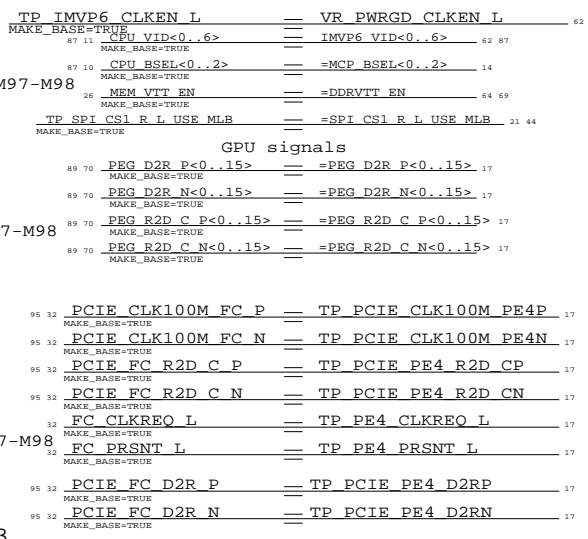 TP_IMVP6_CLKEN_L VR_PWRGD_CLKEN_L 62
MAKE_BASE=TRUE
87 11 CPU_VID<0..6> IMVP6_VID<0..6> 62 87
MAKE_BASE=TRUE
87 10 CPU_BSEL<0..2> =MCP_BSEL<0..2> 14
MAKE_BASE=TRUE
M97-M98
26 MEM_VTT_EN =DDRVTT_EN 64 69
MAKE_BASE=TRUE
TP_SPI_CS1_R_L_USE_MLB =SPI_CS1_R_L_USE_MLB 21 44
MAKE_BASE=TRUE
GPU signals
89 70 PEG_D2R_P<0..15> =PEG_D2R_P<0..15> 17
MAKE_BASE=TRUE
89 70 PEG_D2R_N<0..15> =PEG_D2R_N<0..15> 17
MAKE_BASE=TRUE
7-M98
89 70 PEG_R2D_C_P<0..15> =PEG_R2D_C_P<0..15> 17
MAKE_BASE=TRUE
89 70 PEG_R2D_C_N<0..15> =PEG_R2D_C_N<0..15> 17
MAKE_BASE=TRUE
95 32 PCIE_CLK100M_FC_P TP_PCIE_CLK100M_PE4P 17
MAKE_BASE=TRUE
95 32 PCIE_CLK100M_FC_N TP_PCIE_CLK100M_PE4N 17
MAKE_BASE=TRUE
95 32 PCIE_FC_R2D_C_P TP_PCIE_PE4_R2D_CP 17
MAKE_BASE=TRUE
95 32 PCIE_FC_R2D_C_N TP_PCIE_PE4_R2D_CN 17
MAKE_BASE=TRUE
32 FC_CLKREQ_L TP_PE4_CLKREQ_L 17
MAKE_BASE=TRUE
7-M98
32 FC_PRSNT_L TP_PE4_PRSNT_L 17
MAKE_BASE=TRUE
95 32 PCIE_FC_D2R_P TP_PCIE_PE4_D2RP 17
MAKE_BASE=TRUE
95 32 PCIE_FC_D2R_N TP_PCIE_PE4_D2RN 17
MAKE_BASE=TRUE